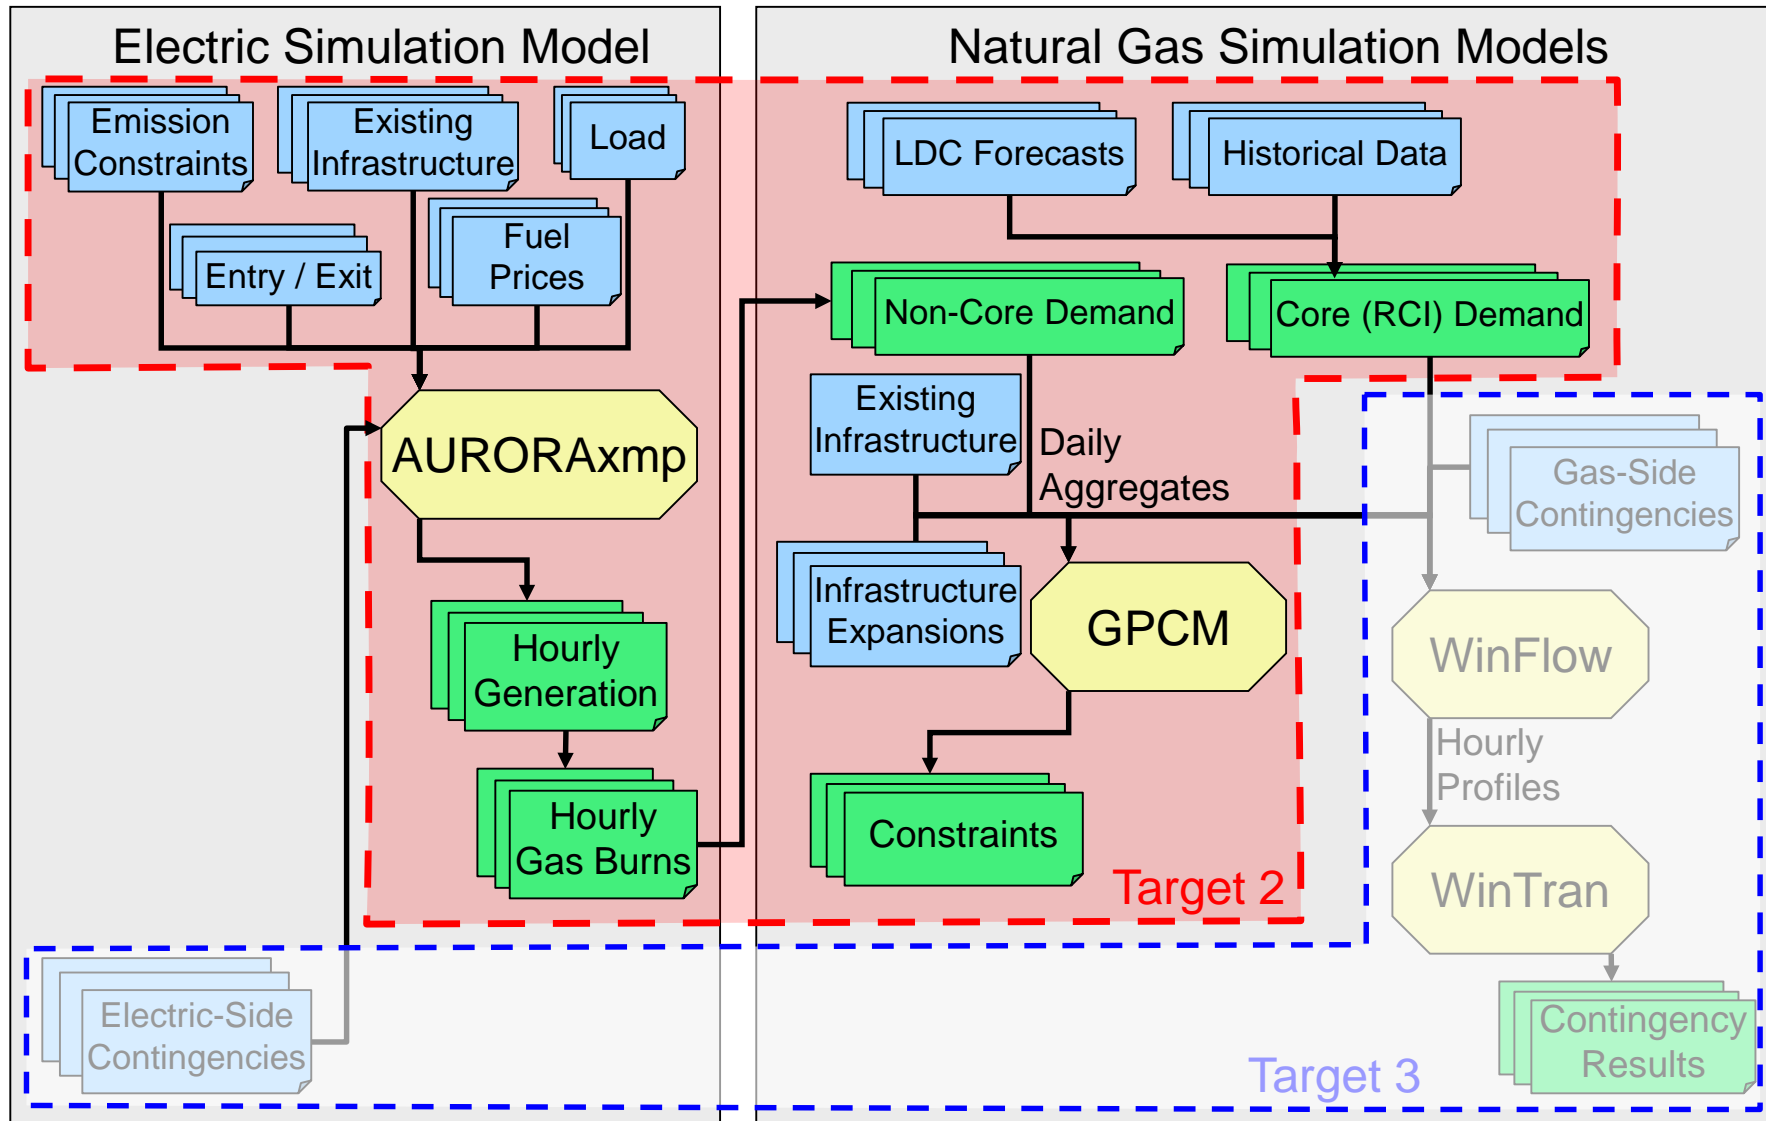 Electric Simulation Model
Natural Gas Simulation Models
Emission
Constraints
Existing
Infrastructure
Load
Entry / Exit
Fuel
Prices
AURORAxmp
Hourly
Generation
Hourly
Gas Burns
Electric-Side
Contingencies
LDC Forecasts
Historical Data
Non-Core Demand
Core (RCI) Demand
Existing
Infrastructure
Daily
Aggregates
Infrastructure
Expansions
GPCM
Constraints
Target 2
Gas-Side
Contingencies
WinFlow
Hourly
Profiles
WinTran
Contingency
Results
Target 3